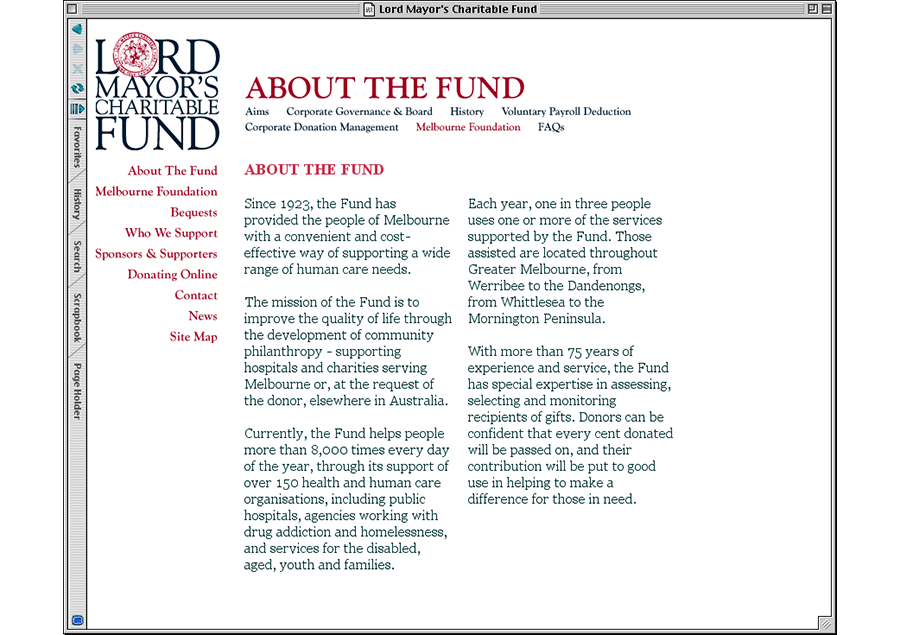 Lord Mayor's Charitable Fund
Favorites
History
Search
Scrapbook
Page Holder
LORD
MAYOR'S
CHARITABLE
FUND
About The Fund
Melbourne Foundation
Bequests
Who We Support
Sponsors & Supporters
Donating Online
Contact
News
Site Map
ABOUT THE FUND
Aims Corporate Governance & Board History Voluntary Payroll Deduction
Corporate Donation Management Melbourne Foundation FAQs
ABOUT THE FUND
Since 1923, the Fund has
provided the people of Melbourne
with a convenient and cost-
effective way of supporting a wide
range of human care needs.
The mission of the Fund is to
improve the quality of life through
the development of community
philanthropy - supporting
hospitals and charities serving
Melbourne or, at the request of
the donor, elsewhere in Australia.
Currently, the Fund helps people
more than 8,000 times every day
of the year, through its support of
over 150 health and human care
organisations, including public
hospitals, agencies working with
drug addiction and homelessness,
and services for the disabled,
aged, youth and families.
Each year, one in three people
uses one or more of the services
supported by the Fund. Those
assisted are located throughout
Greater Melbourne, from
Werribee to the Dandenongs,
from Whittlesea to the
Mornington Peninsula.
With more than 75 years of
experience and service, the Fund
has special expertise in assessing,
selecting and monitoring
recipients of gifts. Donors can be
confident that every cent donated
will be passed on, and their
contribution will be put to good
use in helping to make a
difference for those in need.